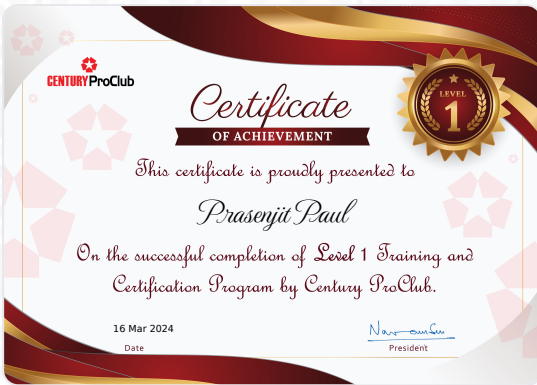 CENTURY ProClub
Certificate
OF ACHIEVEMENT
LEVEL
1
This certificate is proudly presented to
Prasenjit Paul
On the successful completion of Level 1 Training and
Certification Program by Century ProClub.
16 Mar 2024
Date
President